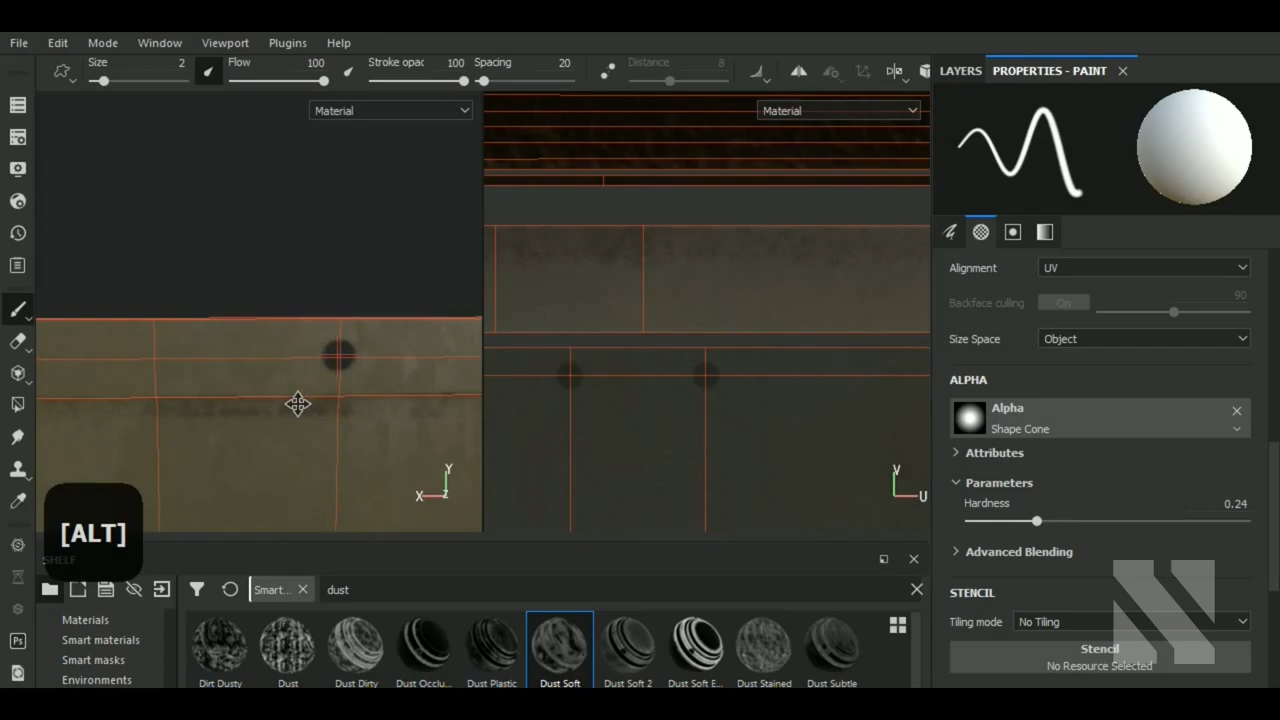 File Edit Mode Window Viewport Plugins Help
Size 2 Flow 100 Stroke opac 100 Spacing 20 Distance 8
LAYERS PROPERTIES - PAINT
Material
Material
Alignment UV
Backface culling On 90
Size Space Object
ALPHA
Alpha
Shape Cone
Attributes
Parameters
Hardness 0.24
Advanced Blending
STENCIL
Tiling mode No Tiling
Stencil
No Resource Selected
Y
X Z
V
U
[ALT]
SHELF
Smart... dust
Materials
Smart materials
Smart masks
Environments
Ps
Dirt Dusty Dust Dust Dirty Dust Occlu... Dust Plastic Dust Soft Dust Soft 2 Dust Soft E... Dust Stained Dust Subtle